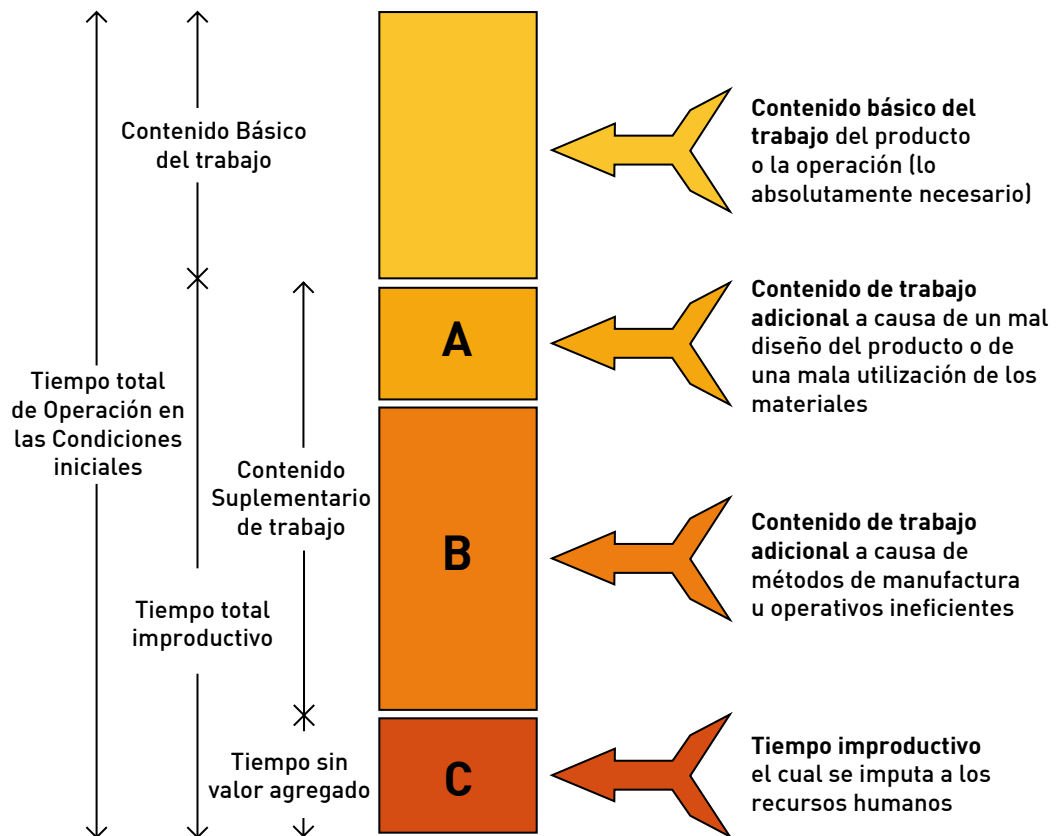 Contenido Básico
del trabajo
Tiempo total
de Operación en
las Condiciones
iniciales
Contenido
Suplementario
de trabajo
Tiempo total
improductivo
Tiempo sin
valor agregado
A
B
C
Contenido básico del
trabajo del producto
o la operación (lo
absolutamente necesario)
Contenido de trabajo
adicional a causa de un mal
diseño del producto o de
una mala utilización de los
materiales
Contenido de trabajo
adicional a causa de
métodos de manufactura
u operativos ineficientes
Tiempo improductivo
el cual se imputa a los
recursos humanos